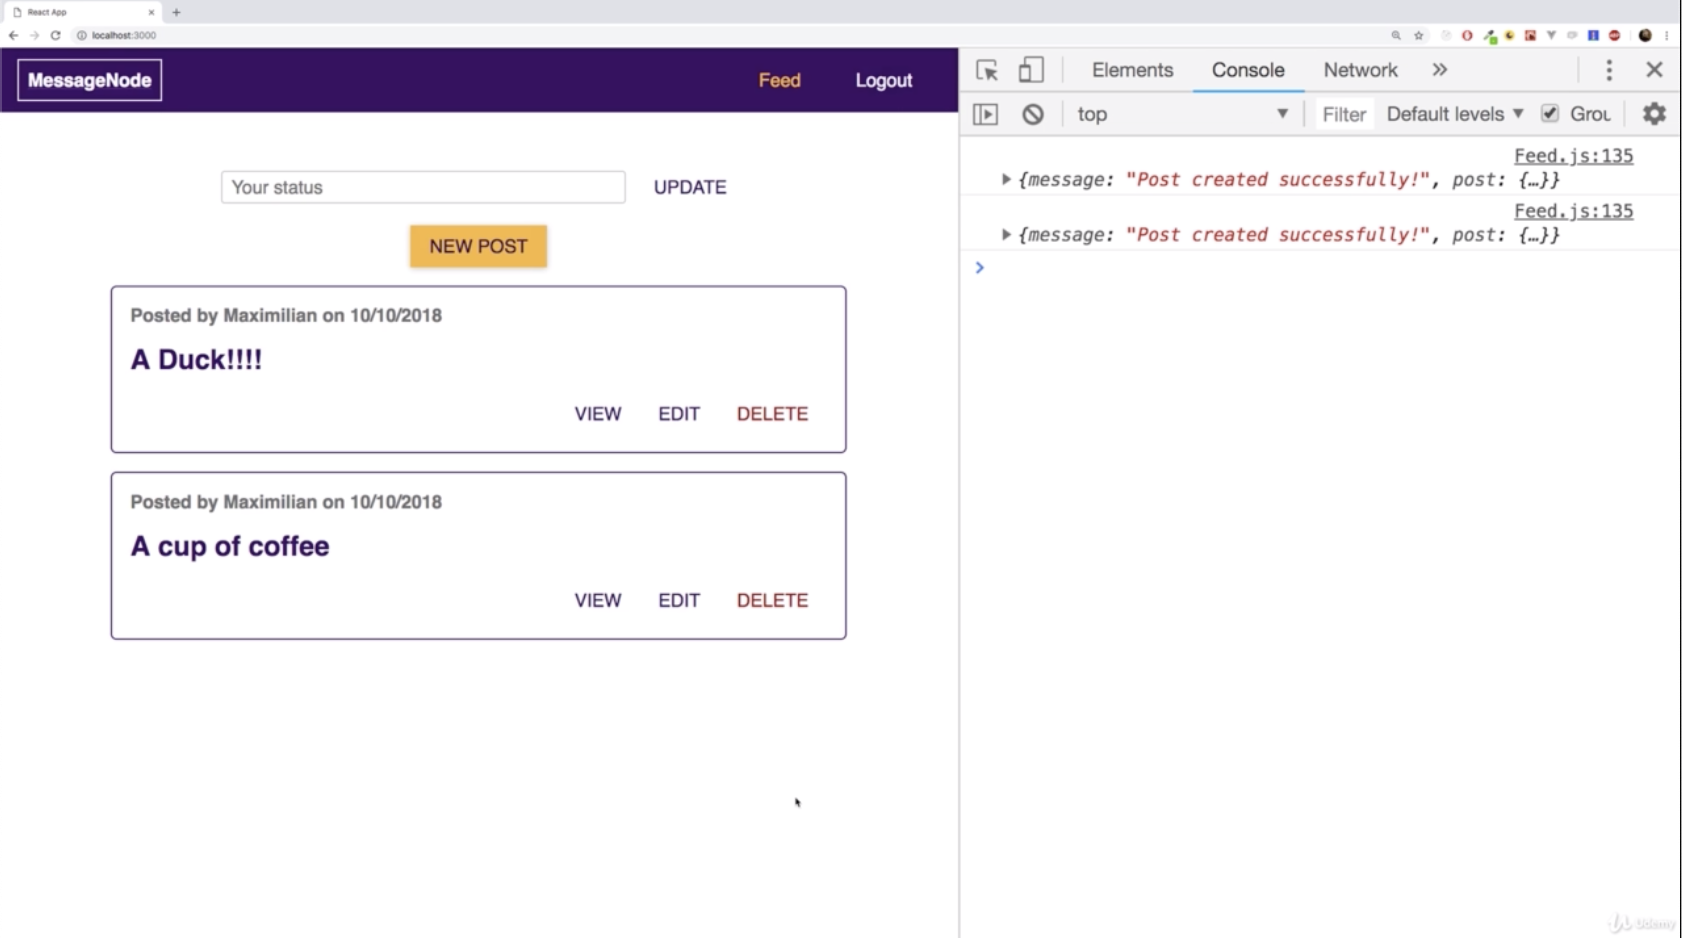 React App
localhost:3000
MessageNode
Feed
Logout
Your status
UPDATE
NEW POST
Posted by Maximilian on 10/10/2018
A Duck!!!!
VIEW EDIT DELETE
Posted by Maximilian on 10/10/2018
A cup of coffee
VIEW EDIT DELETE
Elements Console Network »
top Filter Default levels Grou
Feed.js:135
{message: "Post created successfully!", post: {…}}
Feed.js:135
{message: "Post created successfully!", post: {…}}
Udemy